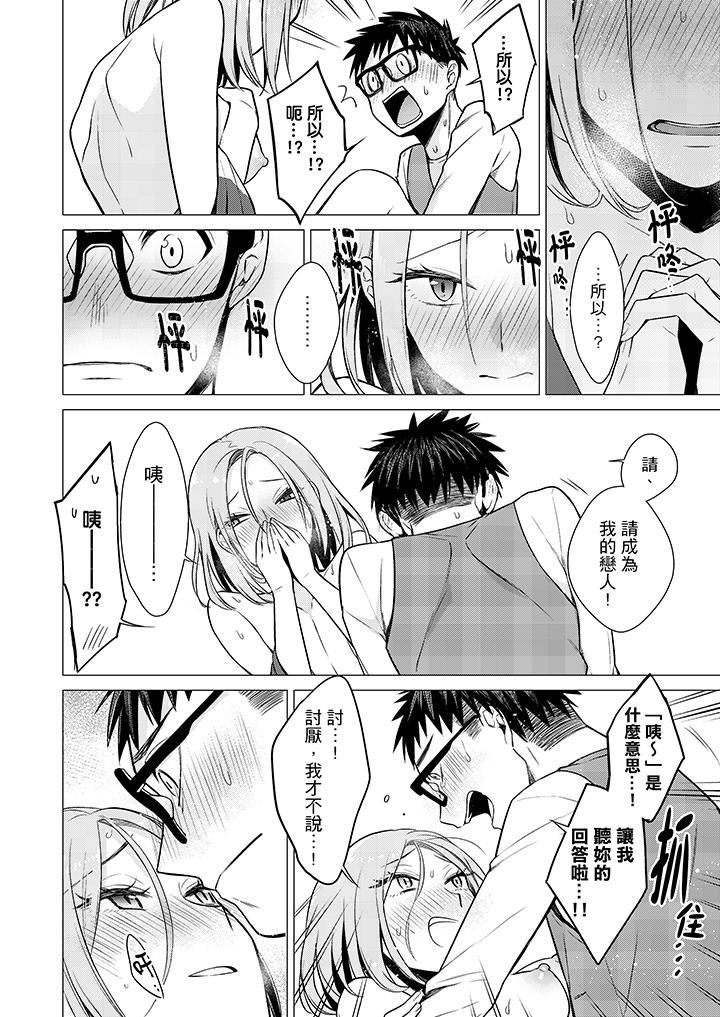 怦
咚
怦
咚
…所以…?
…所以!?
所以…!?
呃…!?
怦
咚
………
怦
怦
請、
請成為
我的戀人！
咦——…
咦——??
「咦～」是
什麼意思…!
讓我
聽妳的
回答啦…!!
抓
住…
討…!
討厭，我才不說…!